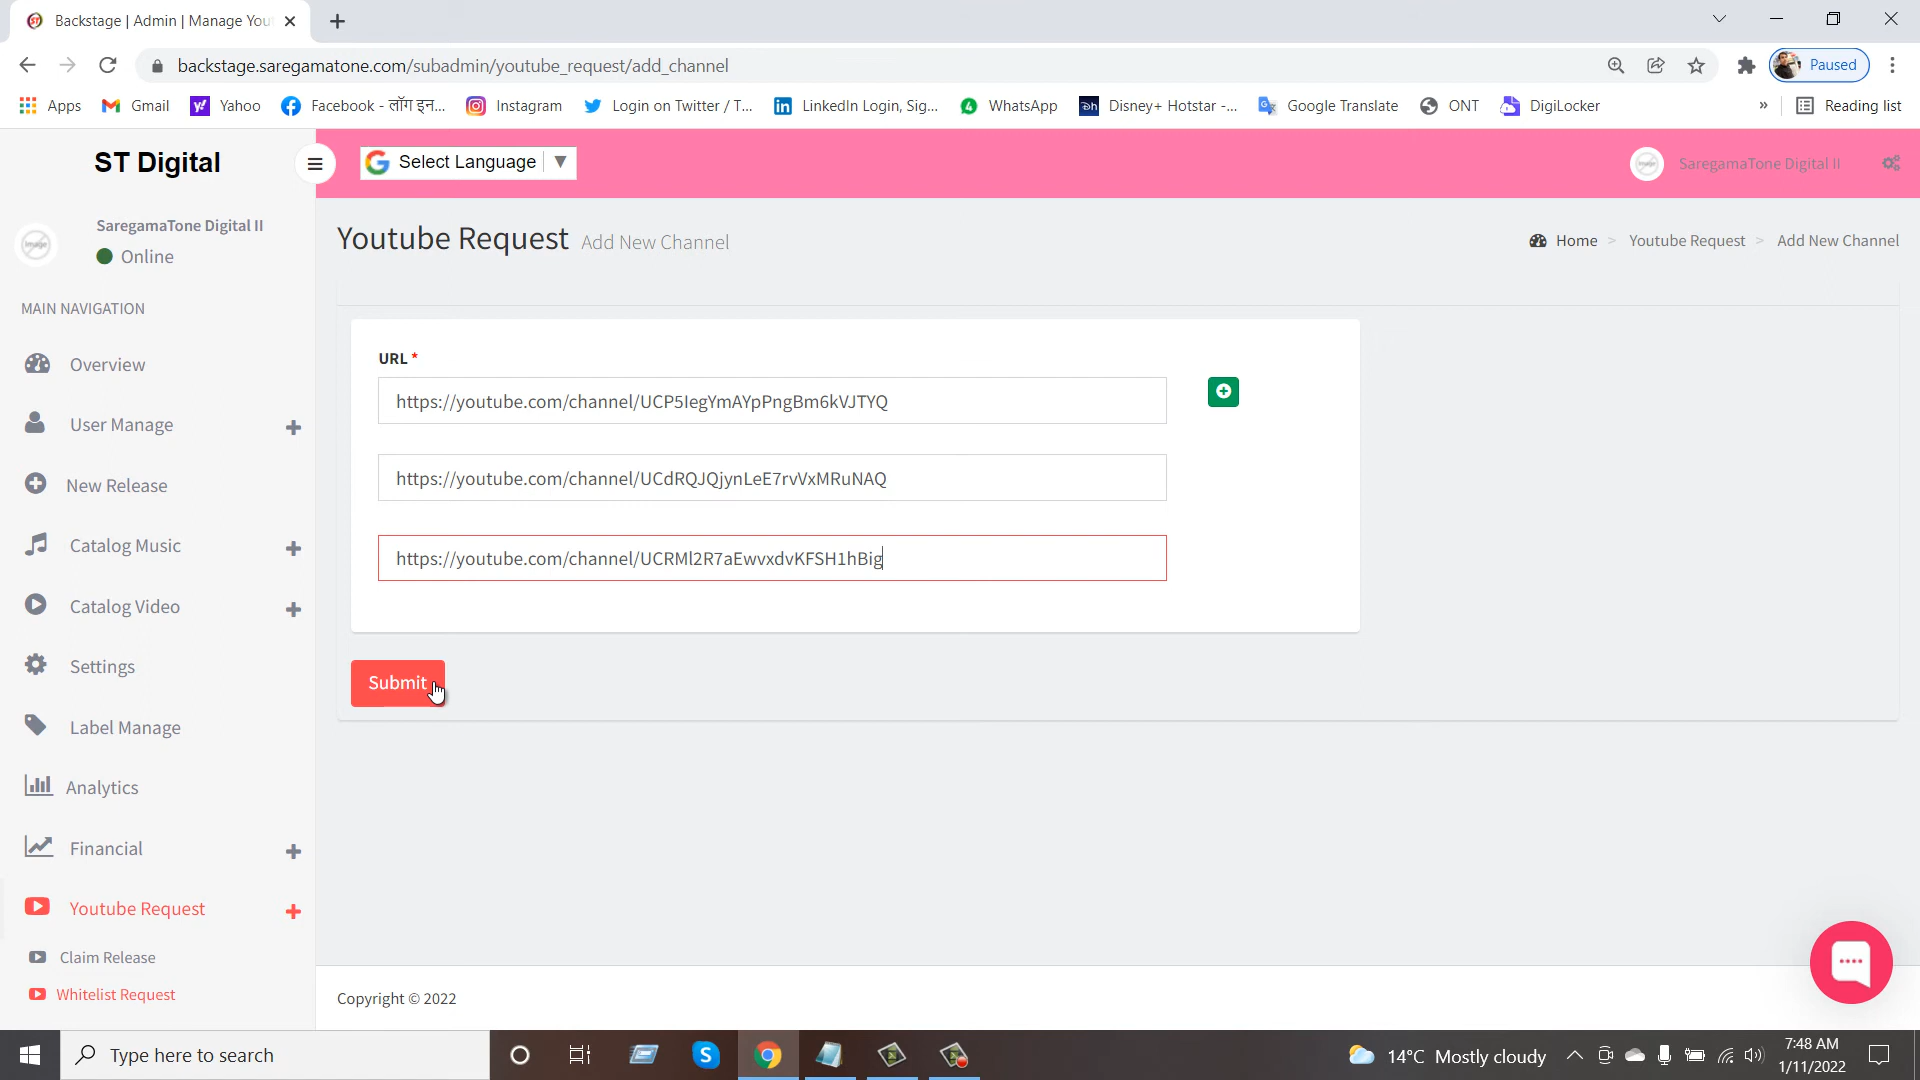 Backstage | Admin | Manage You
backstage.saregamatone.com/subadmin/youtube_request/add_channel
Paused
Apps
Gmail
Yahoo
Facebook - लॉग इन...
Instagram
Login on Twitter / T...
LinkedIn Login, Sig...
WhatsApp
Disney+ Hotstar -...
Google Translate
ONT
DigiLocker
»
Reading list
ST Digital
Select Language ▼
SaregamaTone Digital II
SaregamaTone Digital II
Online
Youtube Request Add New Channel
Home > Youtube Request > Add New Channel
MAIN NAVIGATION
Overview
User Manage
New Release
Catalog Music
Catalog Video
Settings
Label Manage
Analytics
Financial
Youtube Request
Claim Release
Whitelist Request
URL *
https://youtube.com/channel/UCP5IegYmAYpPngBm6kVJTYQ
https://youtube.com/channel/UCdRQJQjynLeE7rvVxMRuNAQ
https://youtube.com/channel/UCRMl2R7aEwvxdvKFSH1hBig
Submit
Copyright © 2022
Type here to search
14°C Mostly cloudy
7:48 AM
1/11/2022